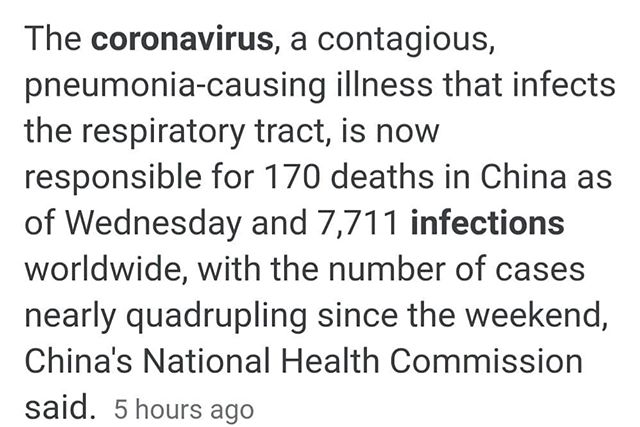 The coronavirus, a contagious,
pneumonia-causing illness that infects
the respiratory tract, is now
responsible for 170 deaths in China as
of Wednesday and 7,711 infections
worldwide, with the number of cases
nearly quadrupling since the weekend,
China's National Health Commission
said. 5 hours ago